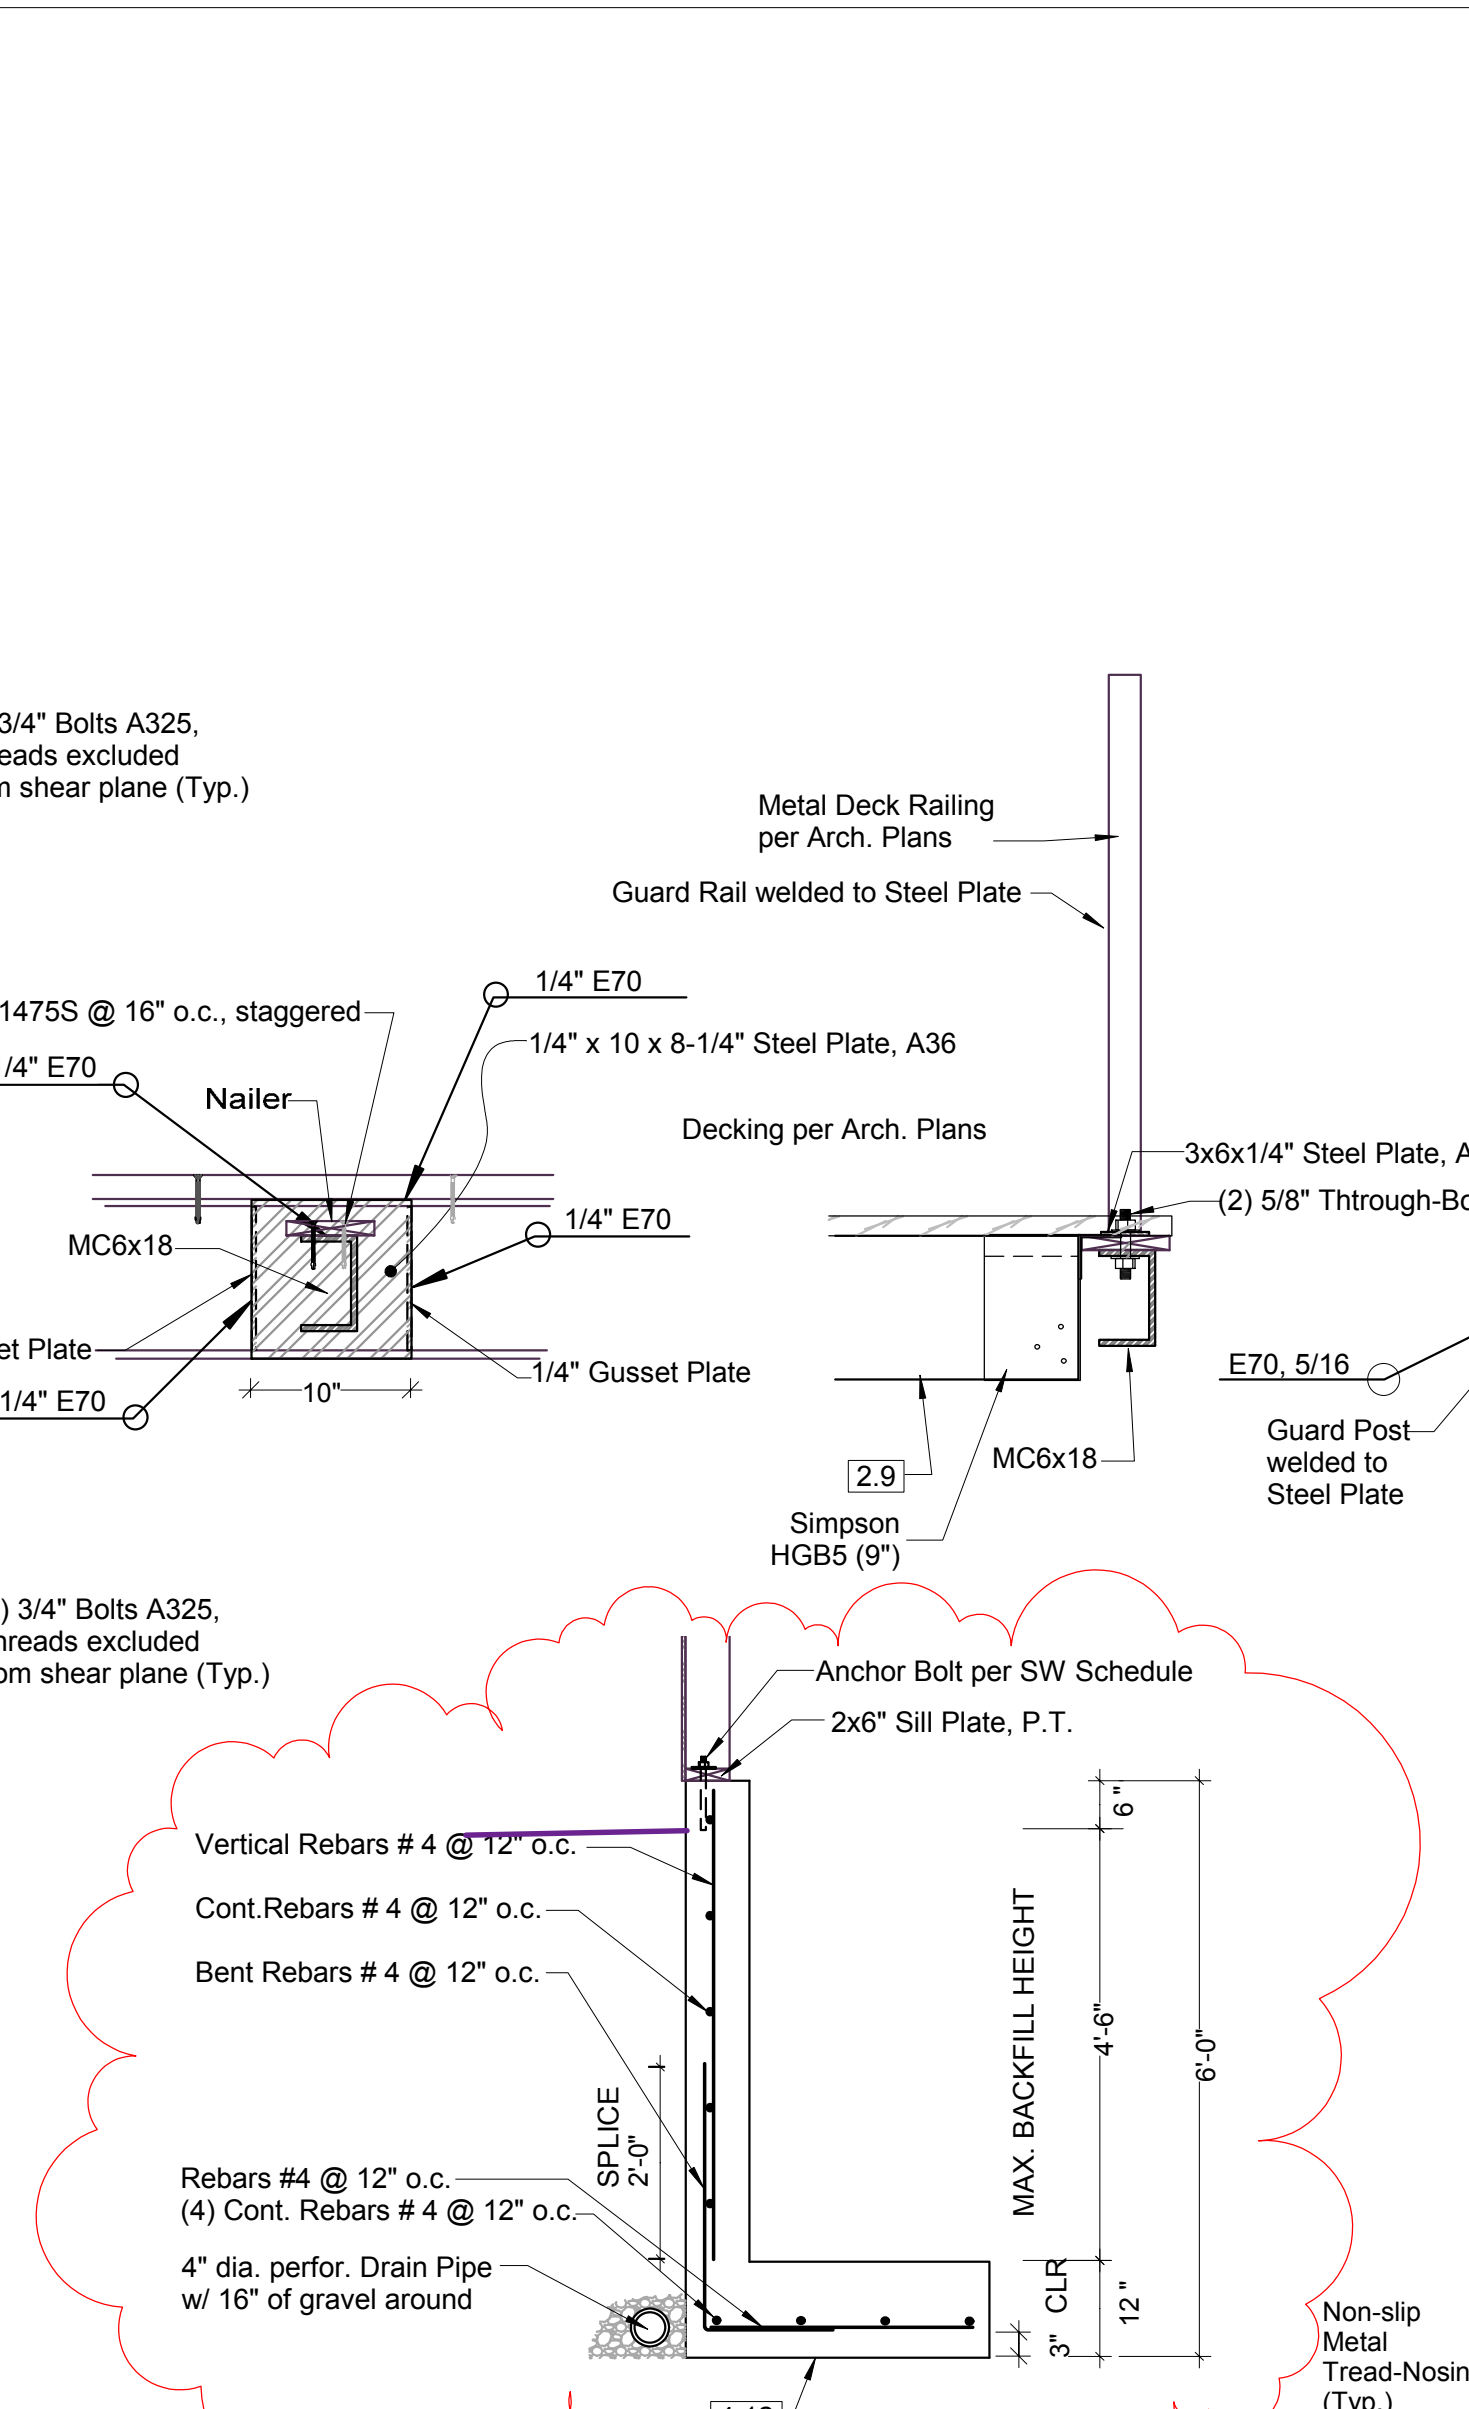 3/4" Bolts A325,
eads excluded
shear plane (Typ.)
Metal Deck Railing
per Arch. Plans
Guard Rail welded to Steel Plate
1/4" E70
1475S @ 16" o.c., staggered
1/4" x 10 x 8-1/4" Steel Plate, A36
/4" E70
Nailer
Decking per Arch. Plans
3x6x1/4" Steel Plate, A
(2) 5/8" Thtrough-Bo
1/4" E70
MC6x18
et Plate
1/4" Gusset Plate
10"
1/4" E70
E70, 5/16
Guard Post
welded to
Steel Plate
MC6x18
2.9
Simpson
HGB5 (9")
) 3/4" Bolts A325,
hreads excluded
om shear plane (Typ.)
Anchor Bolt per SW Schedule
2x6" Sill Plate, P.T.
6 "
Vertical Rebars # 4 @ 12" o.c.
Cont.Rebars # 4 @ 12" o.c.
Bent Rebars # 4 @ 12" o.c.
MAX. BACKFILL HEIGHT
4'-6"
6'-0"
SPLICE
2'-0"
Rebars #4 @ 12" o.c.
(4) Cont. Rebars # 4 @ 12" o.c.
4" dia. perfor. Drain Pipe
w/ 16" of gravel around
3" CLR
12 "
Non-slip
Metal
Tread-Nosin
(Typ.)